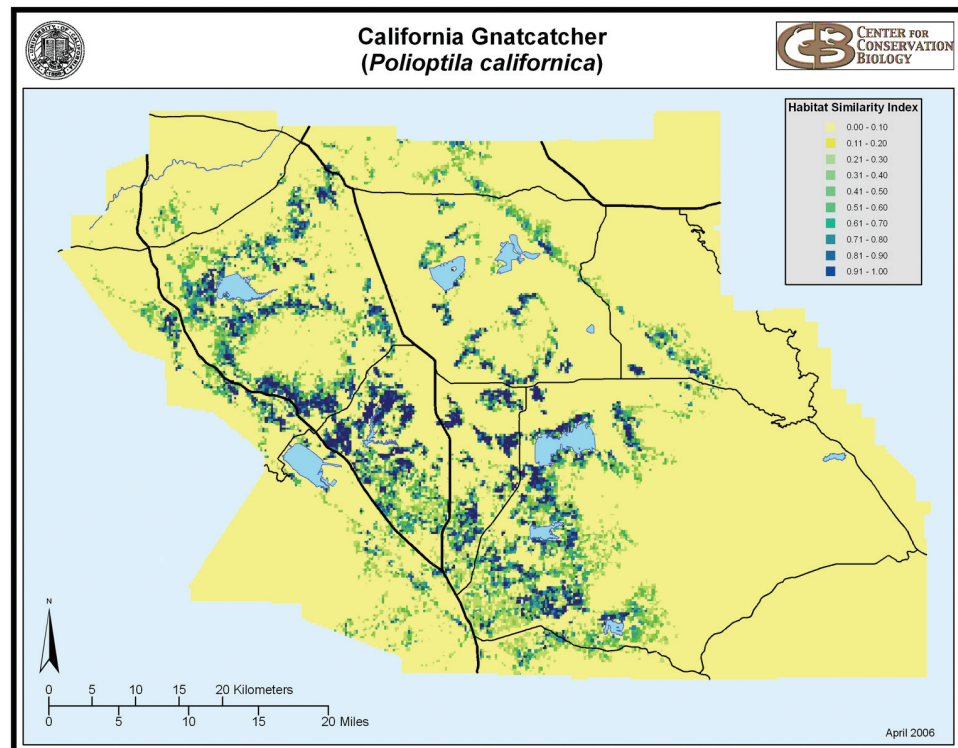 California Gnatcatcher
(Polioptila californica)
CCB
CENTER FOR
CONSERVATION
BIOLOGY
Habitat Similarity Index
0.00 - 0.10
0.11 - 0.20
0.21 - 0.30
0.31 - 0.40
0.41 - 0.50
0.51 - 0.60
0.61 - 0.70
0.71 - 0.80
0.81 - 0.90
0.91 - 1.00
N
0 5 10 15 20 Kilometers
0 5 10 15 20 Miles
April 2006